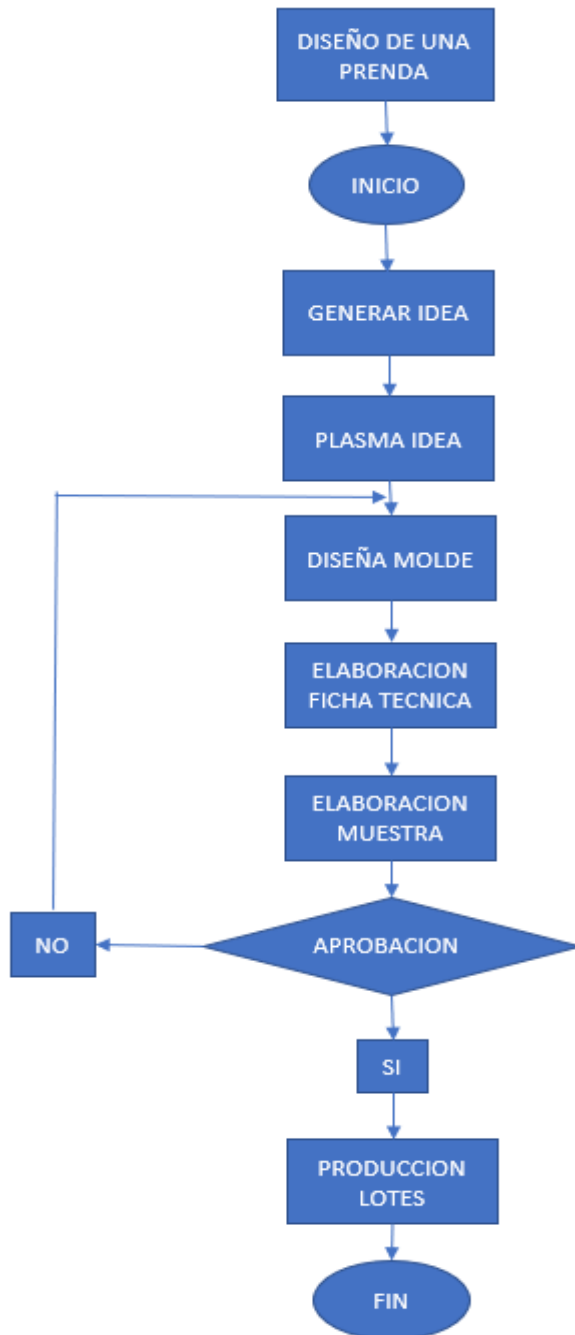 DISEÑO DE UNA
PRENDA
INICIO
GENERAR IDEA
PLASMA IDEA
DISEÑA MOLDE
ELABORACION
FICHA TECNICA
ELABORACION
MUESTRA
APROBACION
NO
SI
PRODUCCION
LOTES
FIN